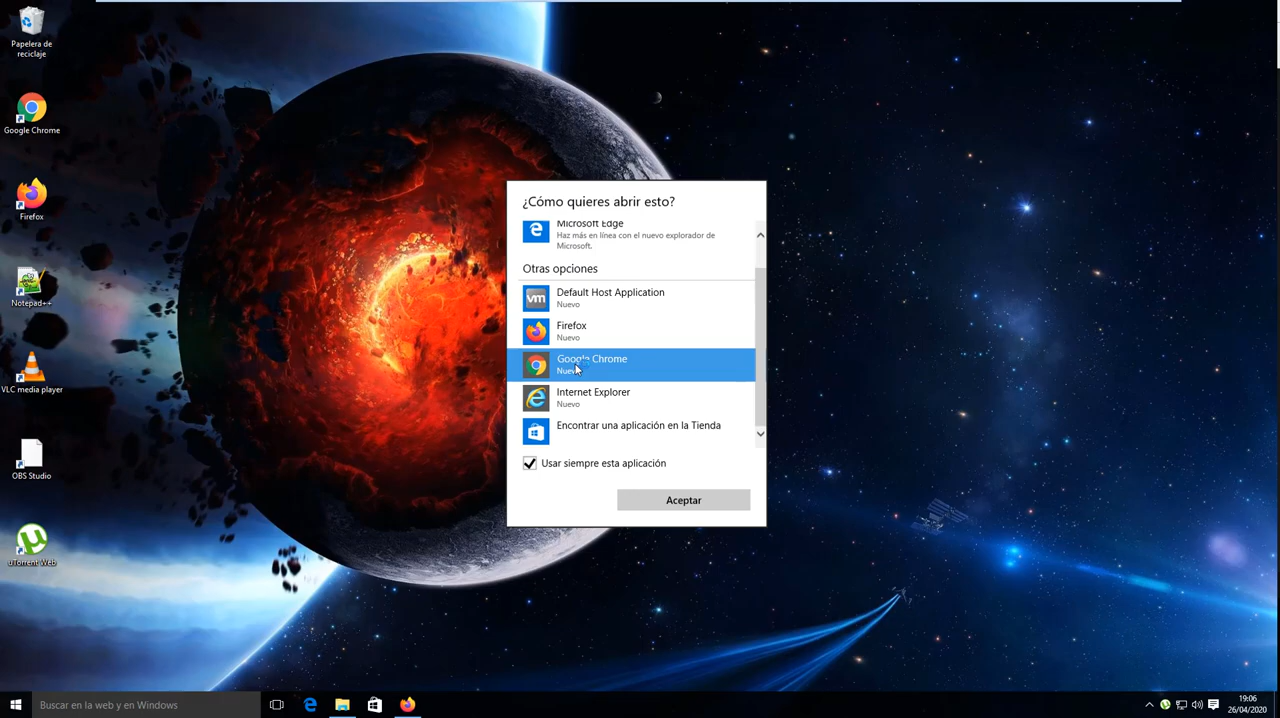 Papelera de
reciclaje
Google Chrome
Firefox
Notepad++
VLC media player
OBS Studio
uTorrent Web
¿Cómo quieres abrir esto?
Microsoft Edge
Haz más en línea con el nuevo explorador de
Microsoft.
Otras opciones
vm
Default Host Application
Nuevo
Firefox
Nuevo
Google Chrome
Nuevo
Internet Explorer
Nuevo
Encontrar una aplicación en la Tienda
Usar siempre esta aplicación
Aceptar
Buscar en la web y en Windows
19:06
26/04/2020